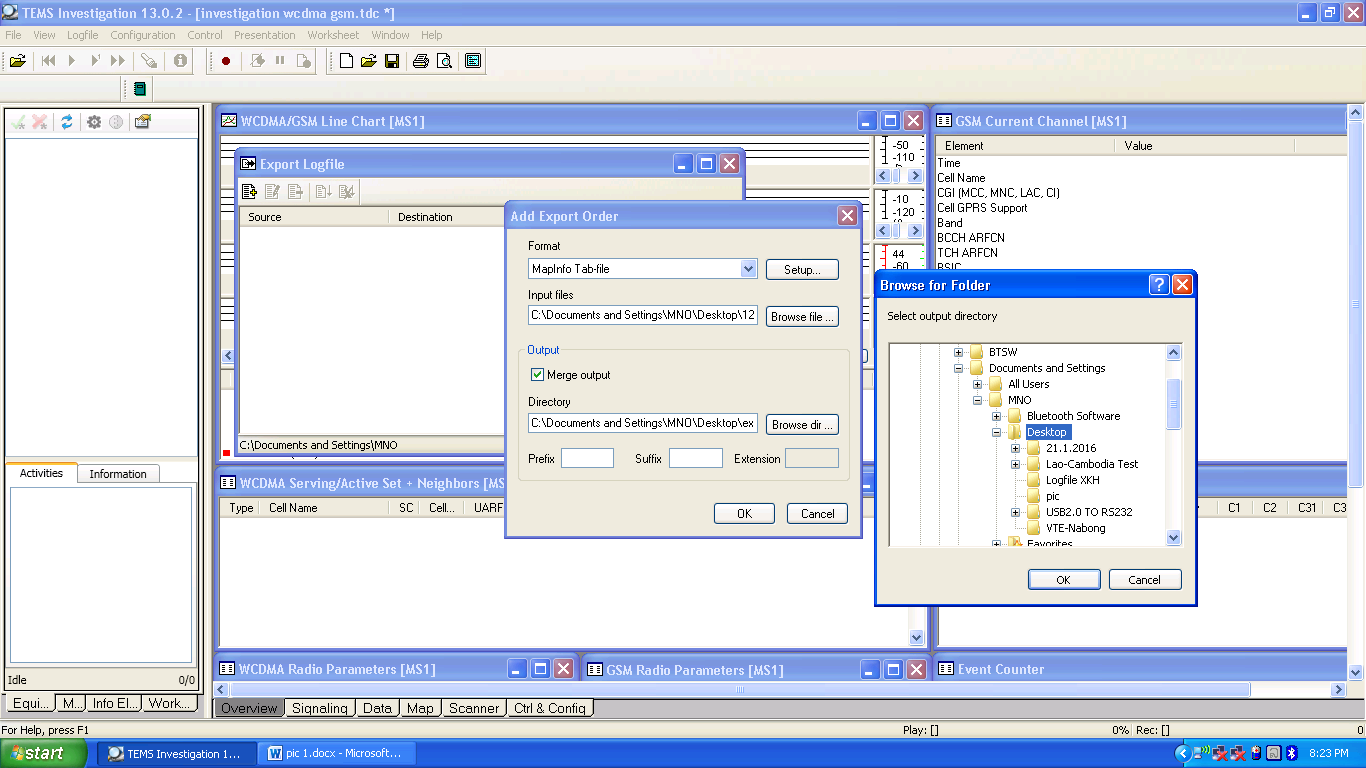 TEMS Investigation 13.0.2 - [investigation wcdma gsm.tdc *]
File View Logfile Configuration Control Presentation Worksheet Window Help
WCDMA/GSM Line Chart [MS1]
-50
-110
-10
-120
44
-60
Export Logfile
Source Destination
C:\Documents and Settings\MNO
Add Export Order
Format
MapInfo Tab-file
Setup...
Input files
C:\Documents and Settings\MNO\Desktop\12
Browse file ...
Output
Merge output
Directory
C:\Documents and Settings\MNO\Desktop\ex
Browse dir ...
Prefix Suffix Extension
OK Cancel
GSM Current Channel [MS1]
Element Value
Time
Cell Name
CGI (MCC, MNC, LAC, CI)
Cell GPRS Support
Band
BCCH ARFCN
TCH ARFCN
BSIC
Browse for Folder
Select output directory
BTSW
Documents and Settings
All Users
MNO
Bluetooth Software
Desktop
21.1.2016
Lao-Cambodia Test
Logfile XKH
pic
USB2.0 TO RS232
VTE-Nabong
Favorites
OK Cancel
C1 C2 C31 C3
WCDMA Serving/Active Set + Neighbors [MS
Type Cell Name SC Cell... UARF
Activities Information
Idle 0/0
Equi... M... Info El... Work...
WCDMA Radio Parameters [MS1]
GSM Radio Parameters [MS1]
Event Counter
Overview Signaling Data Map Scanner Ctrl & Config
For Help, press F1 Play: [] 0% Rec: [] 0
start TEMS Investigation 1... pic 1.docx - Microsoft... 8:23 PM